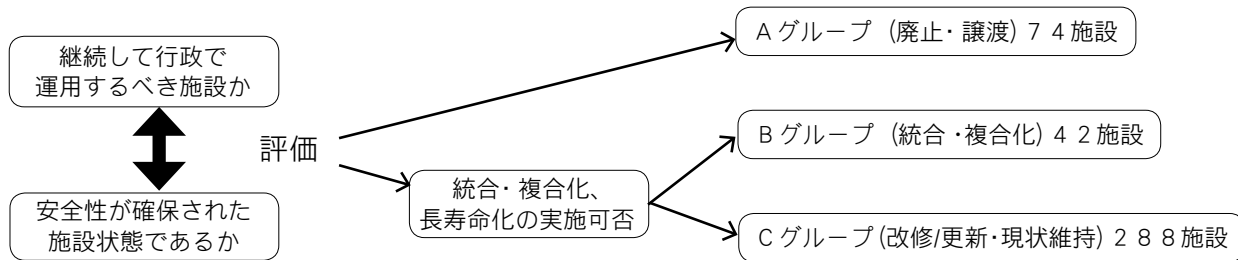 継続して行政で
運用するべき施設か
安全性が確保された
施設状態であるか
評価
統合・複合化、
長寿命化の実施可否
Aグループ (廃止・譲渡) 74施設
Bグループ (統合・複合化) 42施設
Cグループ(改修/更新・現状維持) 288施設